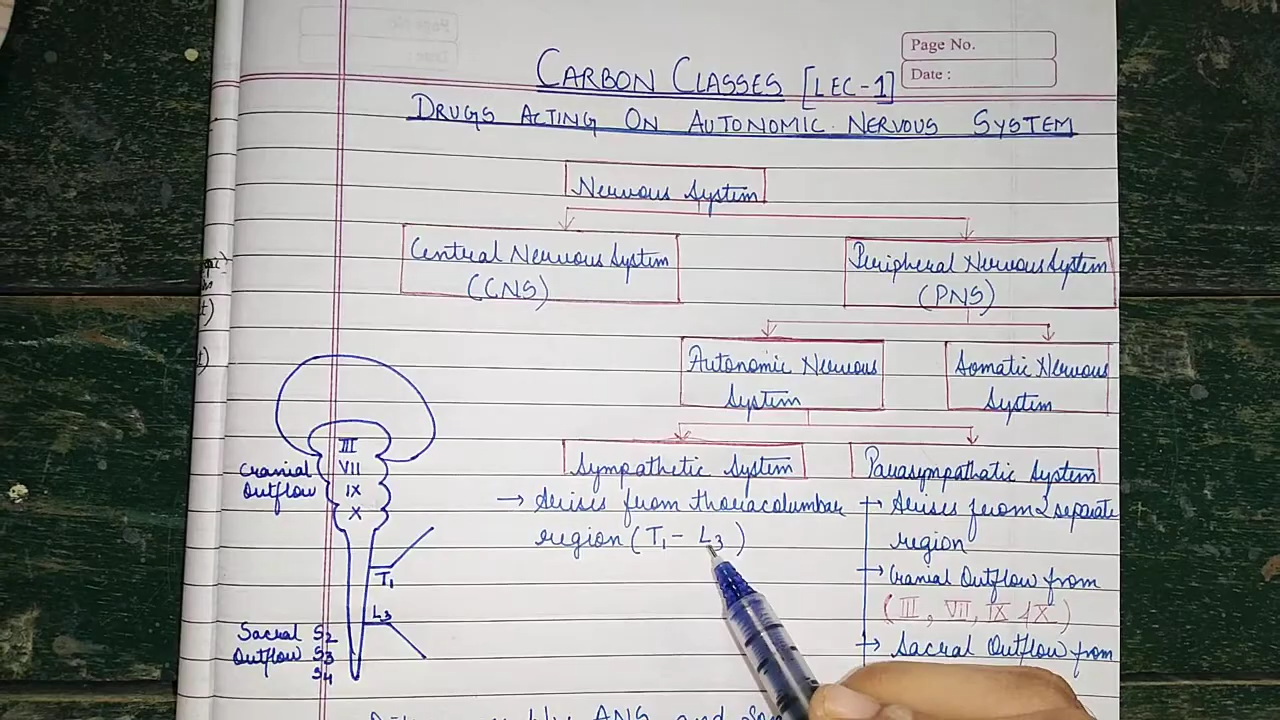 Page No.
Date :
CARBON CLASSES [LEC-1]
DRUGS ACTING ON AUTONOMIC NERVOUS SYSTEM
Nervous System
Central Nervous System
(CNS)
Peripheral Nervous System
(PNS)
Autonomic Nervous
System
Somatic Nervous
System
Sympathetic System
→ Arises from thoracolumbar
region (T1 - L3)
Parasympathatic System
→ Arises from 2 separate
region
→ Cranial Outflow from
(III, VII, IX & X)
→ Sacral Outflow from
Cranial
Outflow
III
VII
IX
X
T1
L3
Sacral S2
Outflow S3
S4
ANS and